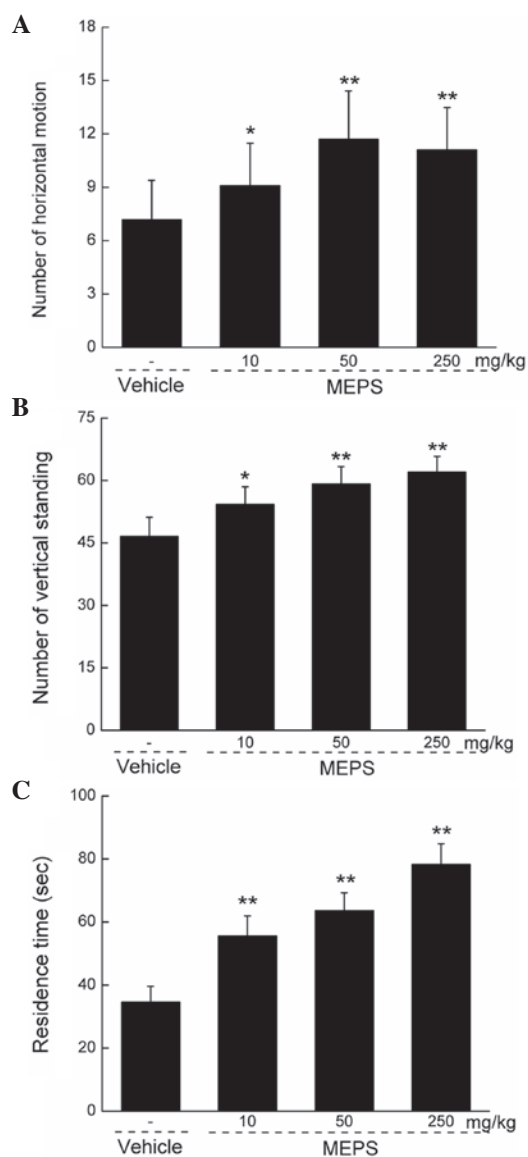 A
Number of horizontal motion
18
15
12
9
6
3
0
*
**
**
- 10 50 250 mg/kg
Vehicle MEPS
B
Number of vertical standing
75
60
45
30
15
0
*
**
**
- 10 50 250 mg/kg
Vehicle MEPS
C
Residence time (sec)
100
80
60
40
20
0
**
**
**
- 10 50 250 mg/kg
Vehicle MEPS